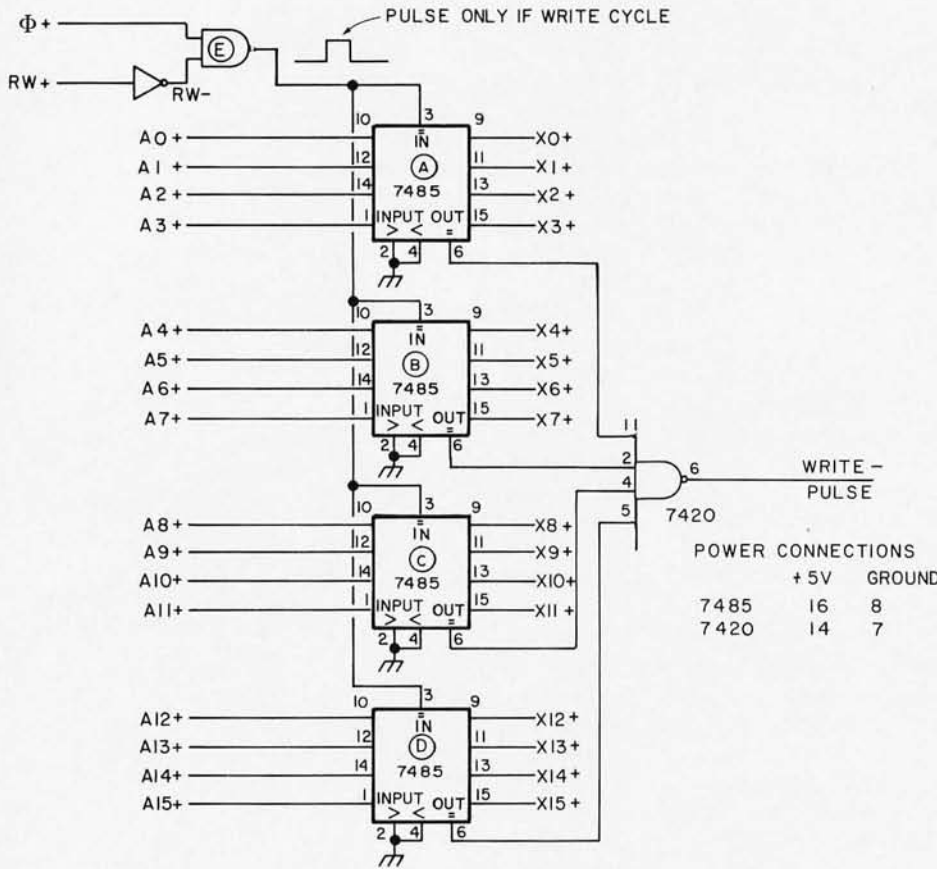 PULSE ONLY IF WRITE CYCLE
Φ+
E
RW+
RW-
3
10 9
A0+ = X0+
IN
12 11
A1+ A X1+
14 13
A2+ 7485 X2+
1 INPUT OUT 15
A3+ > < = X3+
2 4 6
3
10 9
A4+ = X4+
IN
12 11
A5+ B X5+
14 13
A6+ 7485 X6+
1 INPUT OUT 15
A7+ > < = X7+
2 4 6
11
2
4
5
6
7420
WRITE -
PULSE
3
10 9
A8+ = X8+
IN
12 11
A9+ C X9+
14 13
A10+ 7485 X10+
1 INPUT OUT 15
A11+ > < = X11+
2 4 6
POWER CONNECTIONS
+5V GROUND
7485 16 8
7420 14 7
3
10 9
A12+ = X12+
IN
12 11
A13+ D X13+
14 13
A14+ 7485 X14+
1 INPUT OUT 15
A15+ > < = X15+
2 4 6